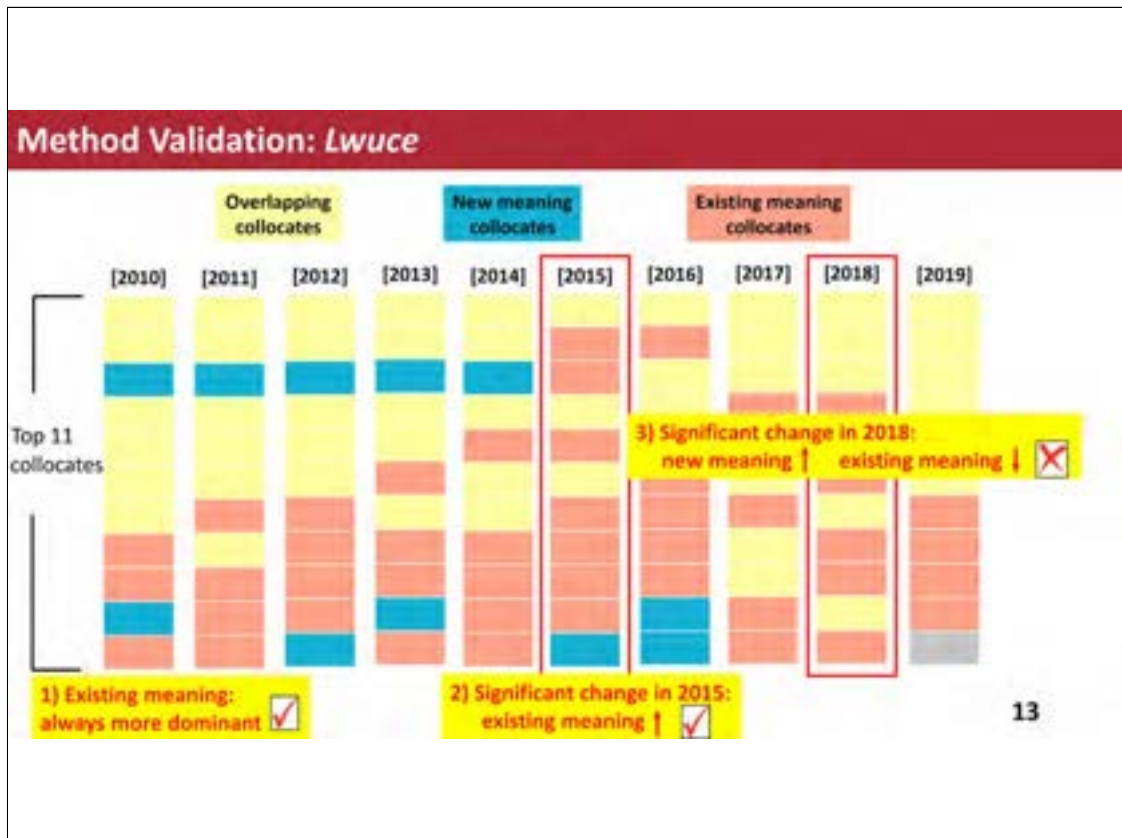 Method Validation: Lwuce
Overlapping
collocates
New meaning
collocates
Existing meaning
collocates
[2010] [2011] [2012] [2013] [2014] [2015] [2016] [2017] [2018] [2019]
Top 11
collocates
3) Significant change in 2018:
new meaning ↑ existing meaning ↓
1) Existing meaning:
always more dominant
2) Significant change in 2015:
existing meaning ↑
13